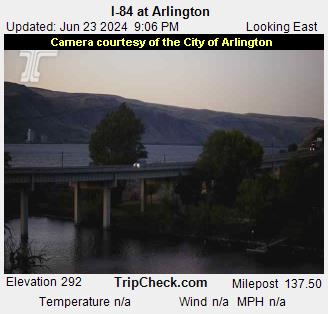 I-84 at Arlington
Updated: Jun 23 2024 9:06 PM Looking East
Camera courtesy of the City of Arlington
Elevation 292 TripCheck.com Milepost 137.50
Temperature n/a Wind n/a MPH n/a